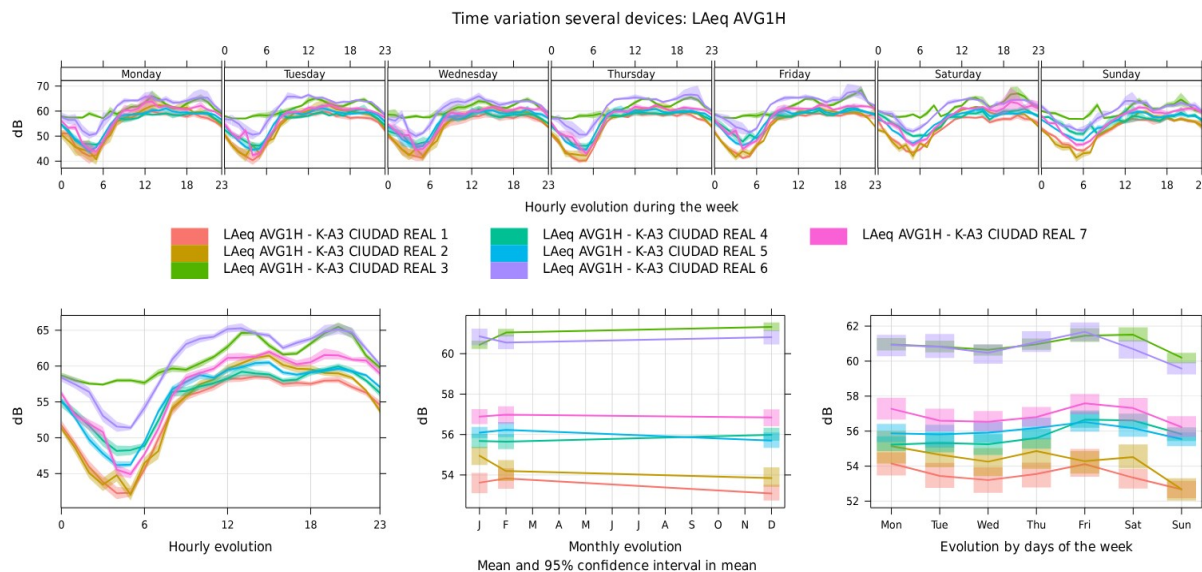 Time variation several devices: LAeq AVG1H
0 6 12 18 23 0 6 12 18 23 0 6 12 18 23
0 6 12 18 23
Monday Tuesday Wednesday Thursday Friday Saturday Sunday
dB
70
60
50
40
0 6 12 18 23 0 6 12 18 23 0 6 12 18 23 0 6 12 18 2
Hourly evolution during the week
LAeq AVG1H - K-A3 CIUDAD REAL 1 LAeq AVG1H - K-A3 CIUDAD REAL 4 LAeq AVG1H - K-A3 CIUDAD REAL 7
LAeq AVG1H - K-A3 CIUDAD REAL 2 LAeq AVG1H - K-A3 CIUDAD REAL 5
LAeq AVG1H - K-A3 CIUDAD REAL 3 LAeq AVG1H - K-A3 CIUDAD REAL 6
dB
65
60
55
50
45
0 6 12 18 23
Hourly evolution
dB
60
58
56
54
J F M A M J J A S O N D
Monthly evolution
dB
62
60
58
56
54
52
Mon Tue Wed Thu Fri Sat Sun
Evolution by days of the week
Mean and 95% confidence interval in mean